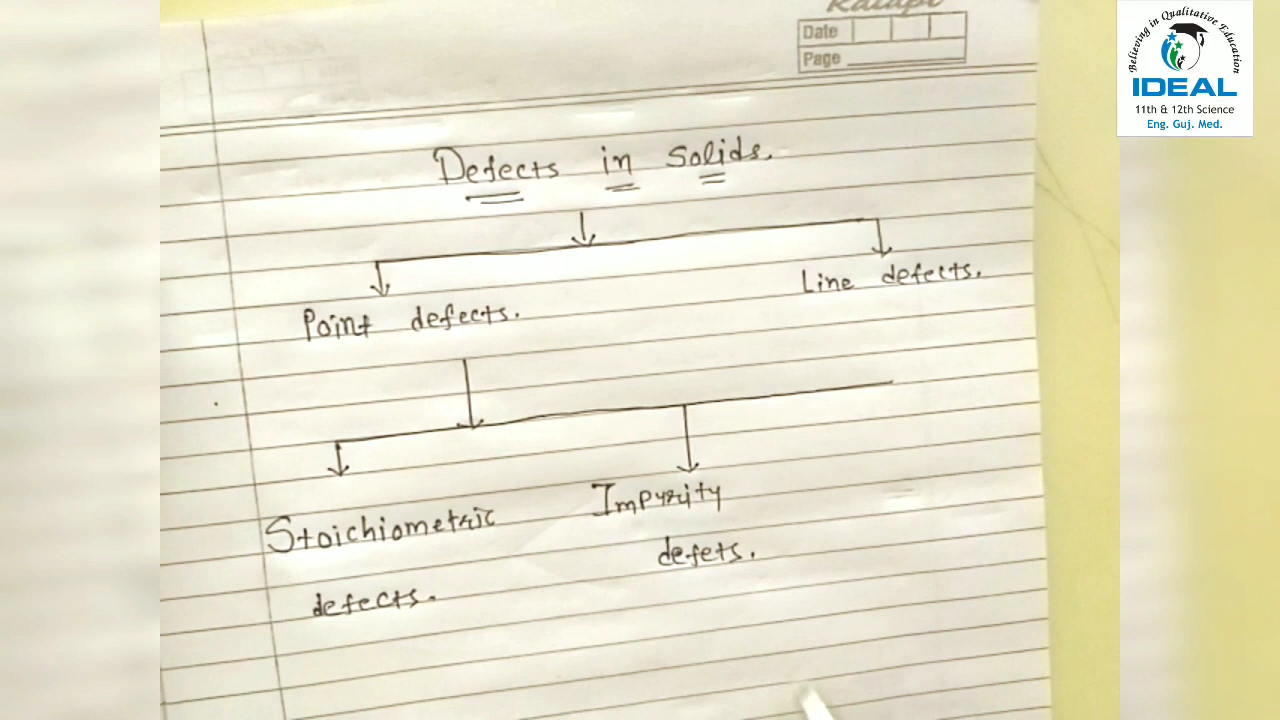 Kalapi
Date
Page
Believing in Qualitative Education
IDEAL
11th & 12th Science
Eng. Guj. Med.
Defects in Solids.
Line defects.
Point defects.
Stoichiometric
defects.
Impurity
defets.